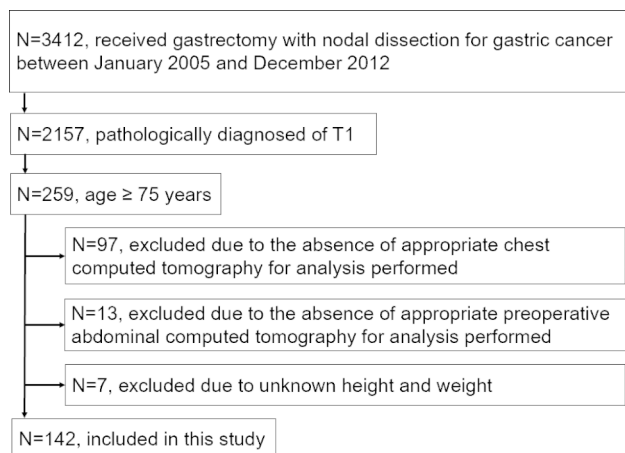 N=3412, received gastrectomy with nodal dissection for gastric cancer
between January 2005 and December 2012
N=2157, pathologically diagnosed of T1
N=259, age ≥ 75 years
N=97, excluded due to the absence of appropriate chest
computed tomography for analysis performed
N=13, excluded due to the absence of appropriate preoperative
abdominal computed tomography for analysis performed
N=7, excluded due to unknown height and weight
N=142, included in this study